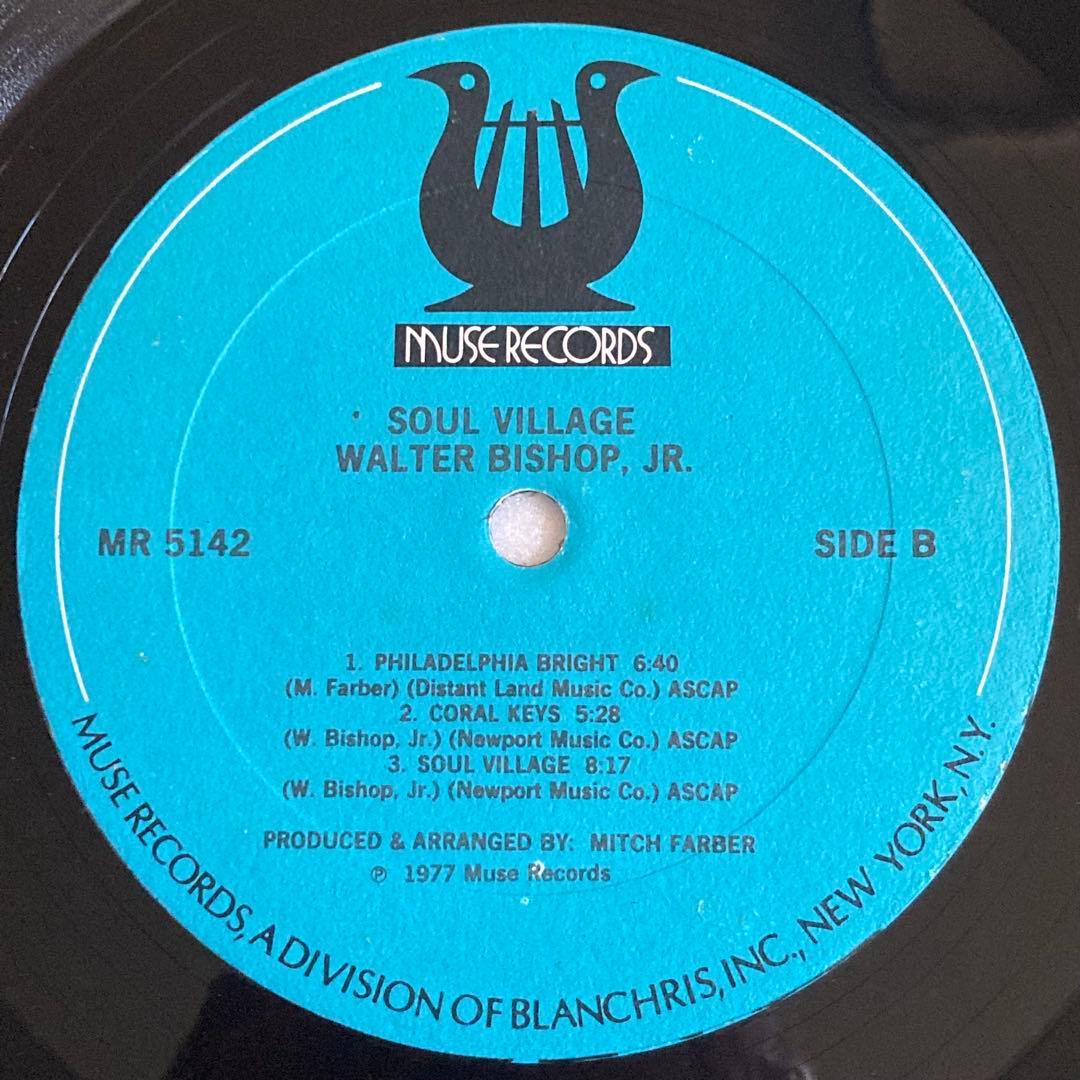 MUSE RECORDS
SOUL VILLAGE
WALTER BISHOP, JR.
MR 5142
SIDE B
1. PHILADELPHIA BRIGHT 6:40
(M. Farber) (Distant Land Music Co.) ASCAP
2. CORAL KEYS 5:28
(W. Bishop, Jr.) (Newport Music Co.) ASCAP
3. SOUL VILLAGE 8:17
(W. Bishop, Jr.) (Newport Music Co.) ASCAP
PRODUCED & ARRANGED BY: MITCH FARBER
℗ 1977 Muse Records
MUSE RECORDS, A DIVISION OF BLANCHRIS, INC., NEW YORK, N.Y.